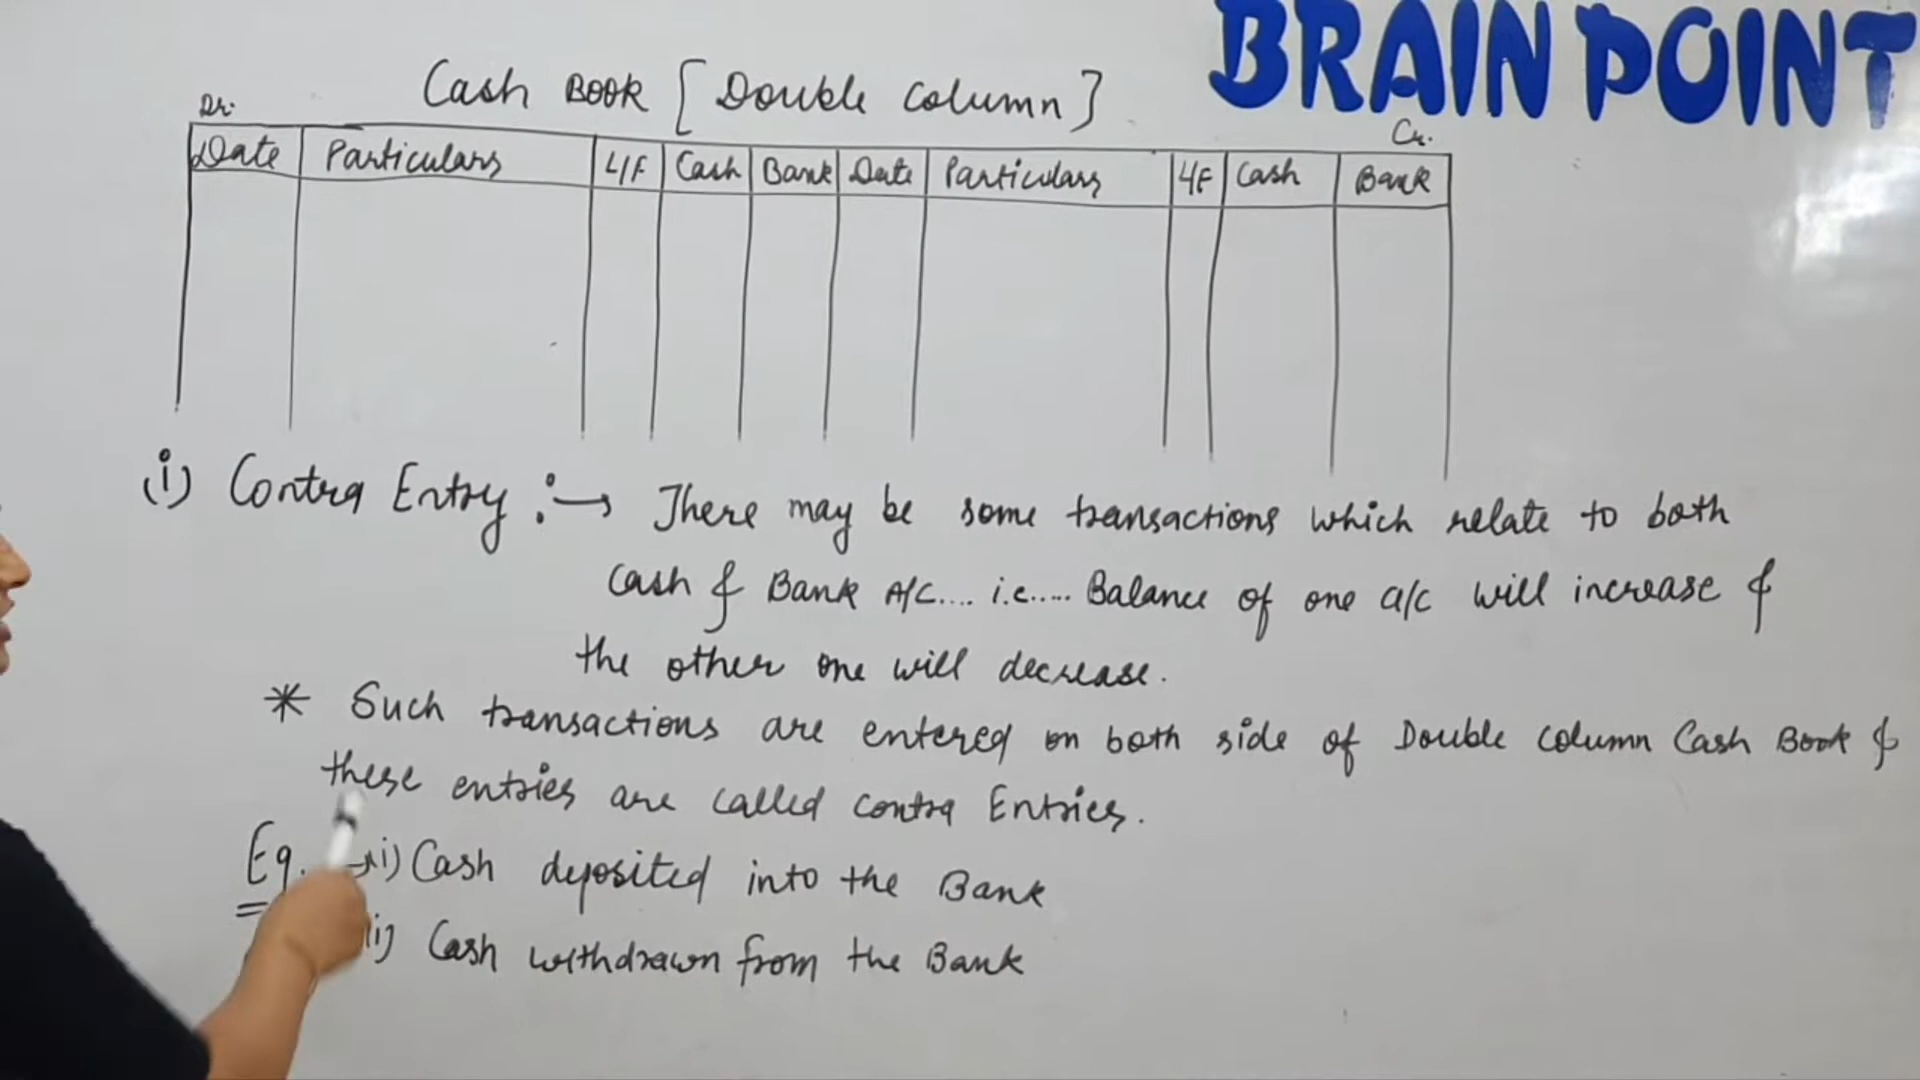 BRAIN POINT
Cash BOOK [Double column]
Dr. Cr.
Date Particulars L/F Cash Bank Date Particulars L/F Cash Bank
(i) Contra Entry :→ There may be some transactions which relate to both
Cash & Bank A/C.... i.e..... Balance of one a/c will increase &
the other one will decrease.
* Such transactions are entered on both side of Double column Cash Book &
these entries are called contra Entries.
Eg. →i) Cash deposited into the Bank
ii) Cash withdrawn from the Bank